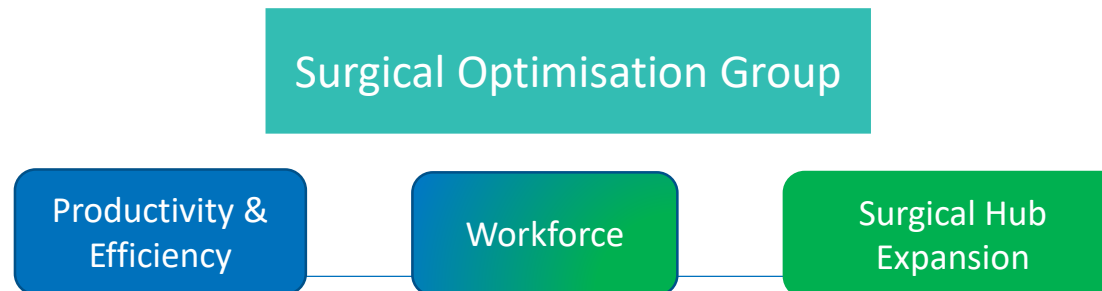 Surgical Optimisation Group
Productivity &
Efficiency
Workforce
Surgical Hub
Expansion